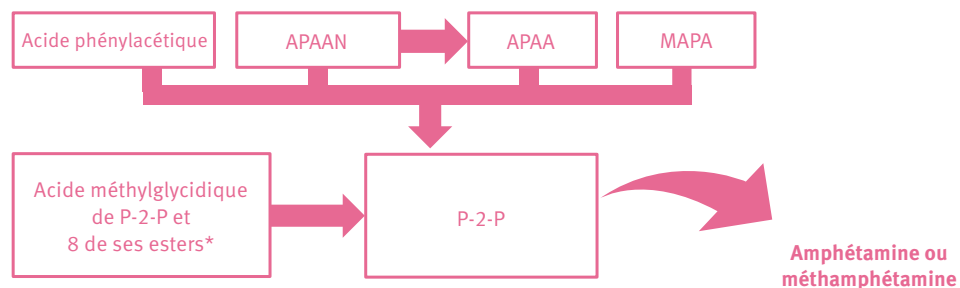 Acide phénylacétique
APAAN
APAA
MAPA
Acide méthylglycidique
de P-2-P et
8 de ses esters*
P-2-P
Amphétamine ou
méthamphétamine